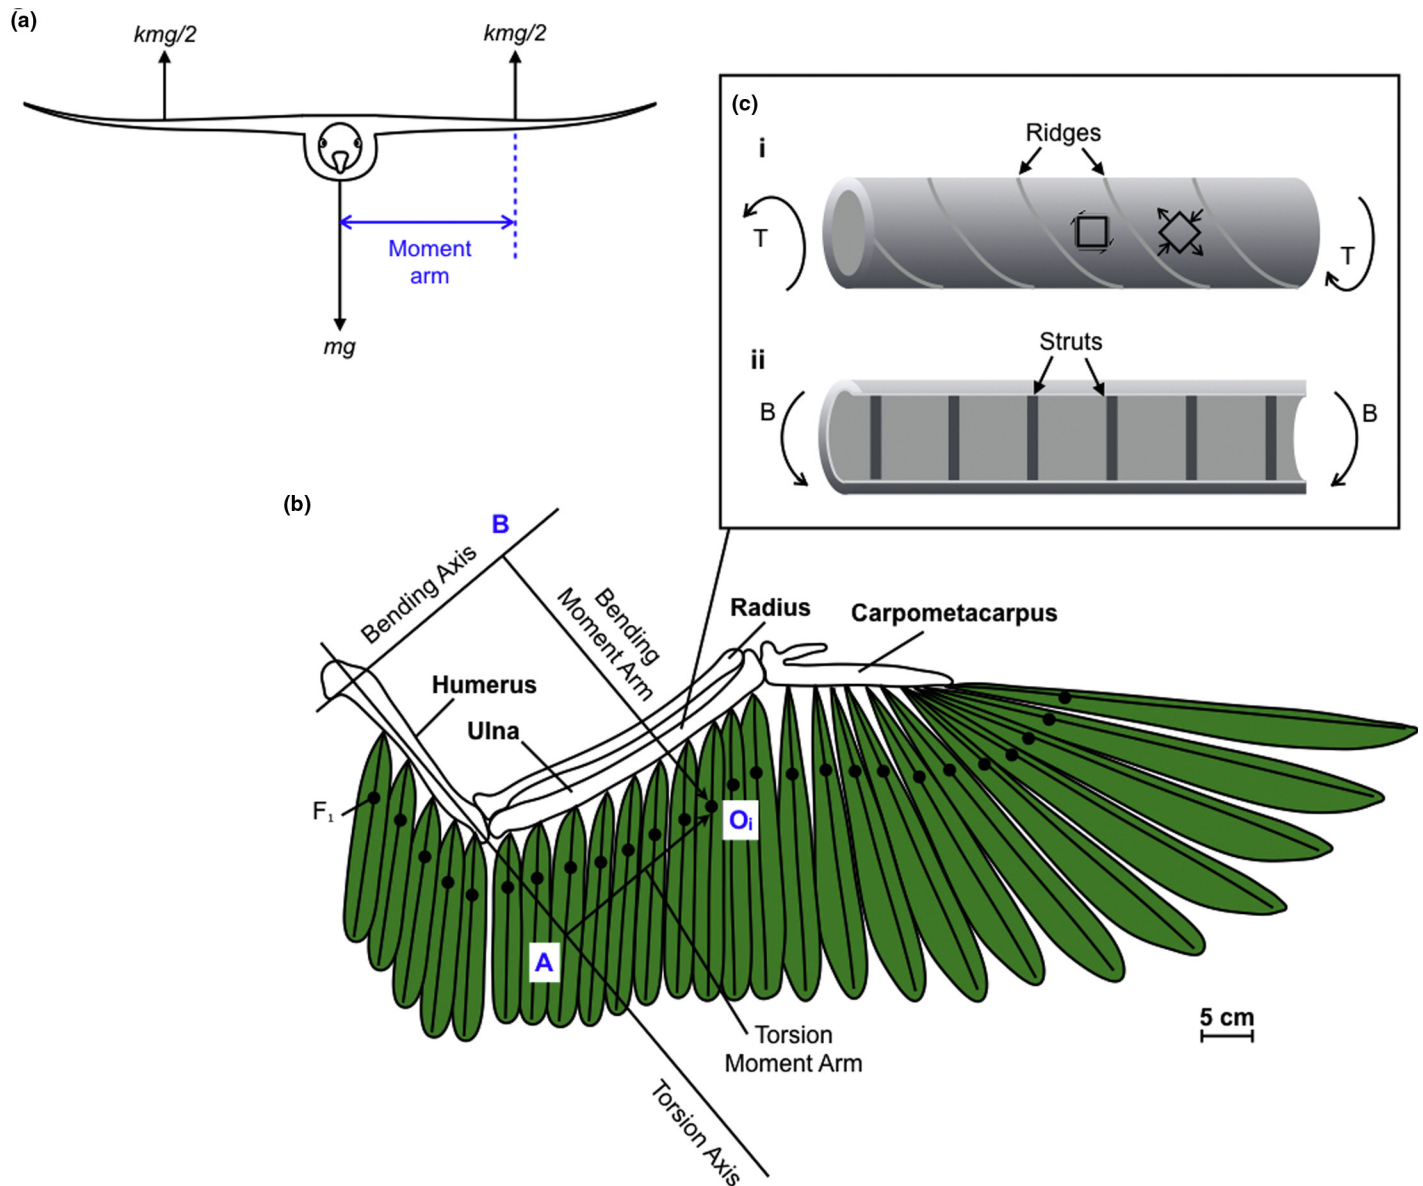 (a)
kmg/2
kmg/2
Moment
arm
mg
(c)
i
Ridges
T
T
ii
Struts
B
B
(b)
B
Bending Axis
Bending
Moment Arm
Radius
Carpometacarpus
Humerus
Ulna
F₁
Oᵢ
A
5 cm
Torsion
Moment Arm
Torsion Axis